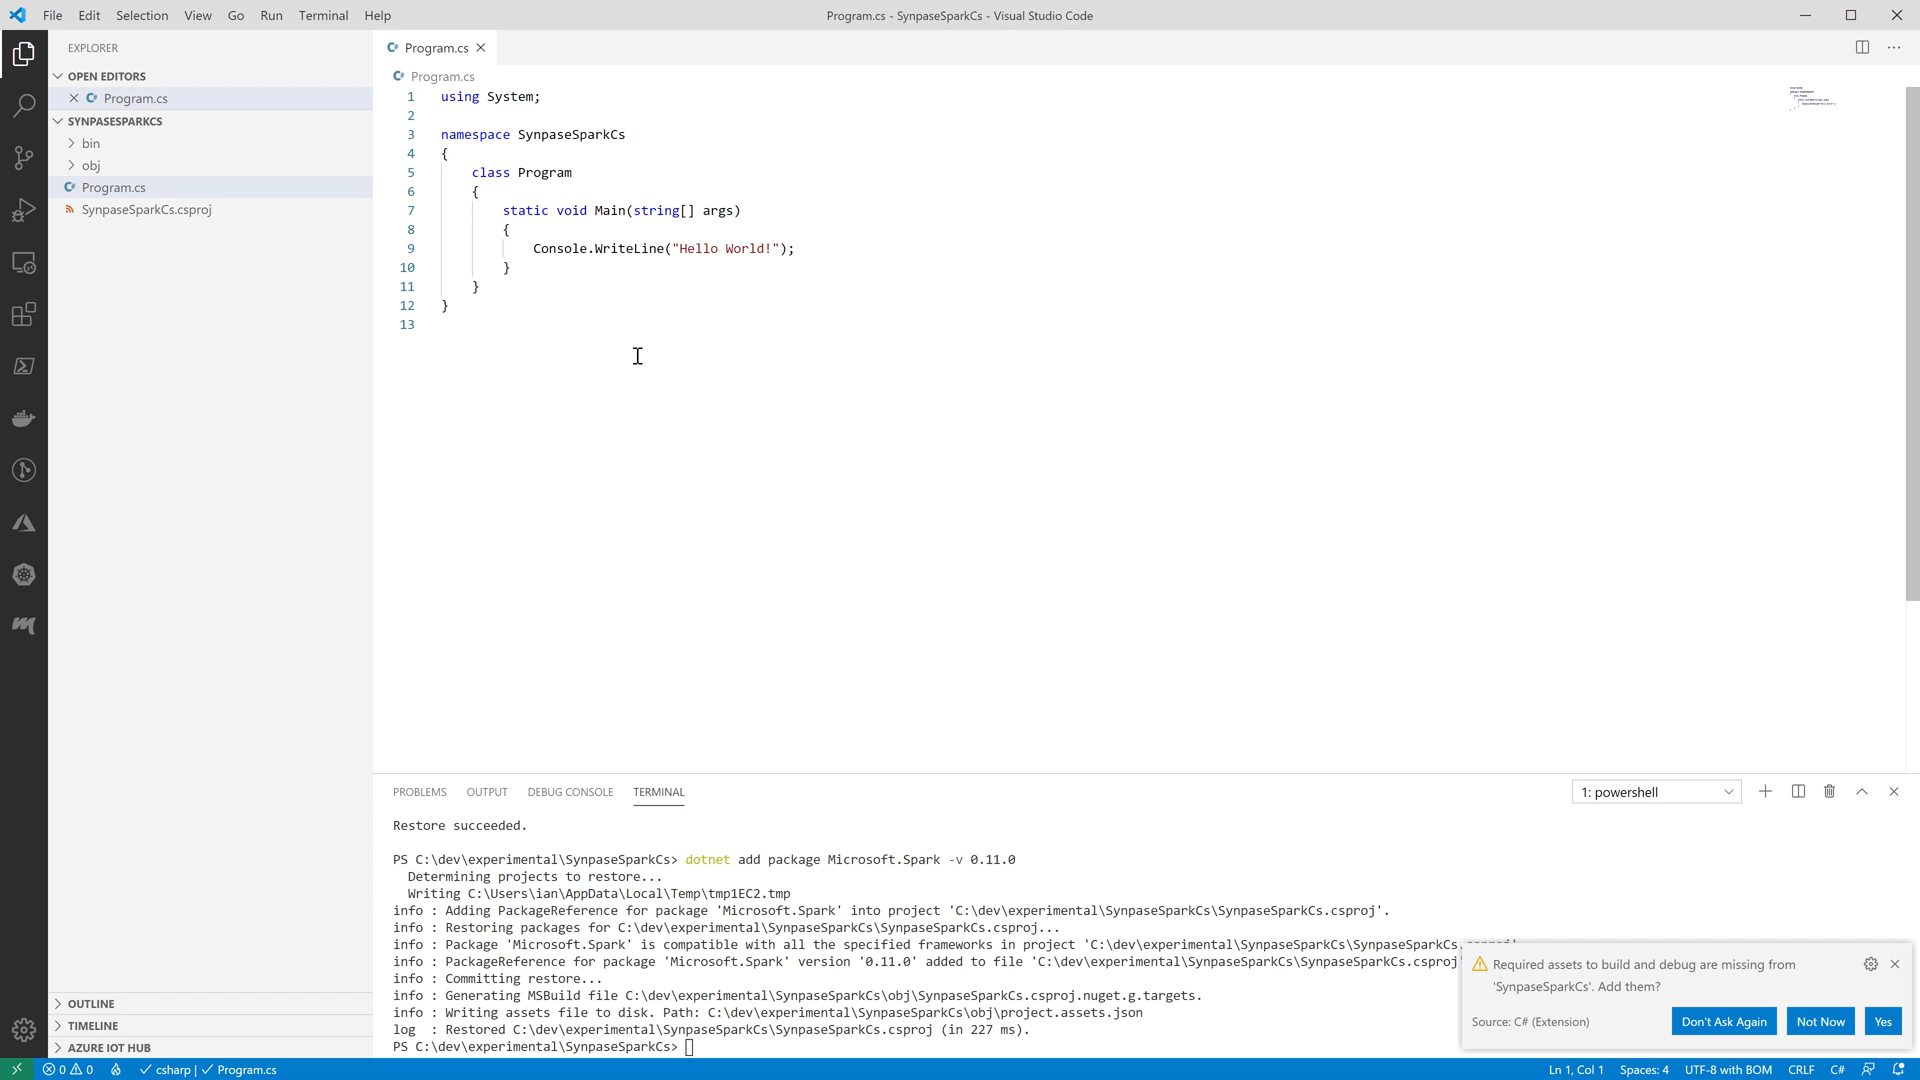 File Edit Selection View Go Run Terminal Help
Program.cs - SynpaseSparkCs - Visual Studio Code
EXPLORER
OPEN EDITORS
Program.cs
SYNPASESPARKCS
bin
obj
Program.cs
SynpaseSparkCs.csproj
OUTLINE
TIMELINE
AZURE IOT HUB
Program.cs
Program.cs
1 using System;
2
3 namespace SynpaseSparkCs
4 {
5 class Program
6 {
7 static void Main(string[] args)
8 {
9 Console.WriteLine("Hello World!");
10 }
11 }
12 }
13
PROBLEMS OUTPUT DEBUG CONSOLE TERMINAL
1: powershell
Restore succeeded.
PS C:\dev\experimental\SynpaseSparkCs> dotnet add package Microsoft.Spark -v 0.11.0
Determining projects to restore...
Writing C:\Users\ian\AppData\Local\Temp\tmp1EC2.tmp
info : Adding PackageReference for package 'Microsoft.Spark' into project 'C:\dev\experimental\SynpaseSparkCs\SynpaseSparkCs.csproj'.
info : Restoring packages for C:\dev\experimental\SynpaseSparkCs\SynpaseSparkCs.csproj...
info : Package 'Microsoft.Spark' is compatible with all the specified frameworks in project 'C:\dev\experimental\SynpaseSparkCs\SynpaseSparkCs.
info : PackageReference for package 'Microsoft.Spark' version '0.11.0' added to file 'C:\dev\experimental\SynpaseSparkCs\SynpaseSparkCs.csproj'
info : Committing restore...
info : Generating MSBuild file C:\dev\experimental\SynpaseSparkCs\obj\SynpaseSparkCs.csproj.nuget.g.targets.
info : Writing assets file to disk. Path: C:\dev\experimental\SynpaseSparkCs\obj\project.assets.json
log : Restored C:\dev\experimental\SynpaseSparkCs\SynpaseSparkCs.csproj (in 227 ms).
PS C:\dev\experimental\SynpaseSparkCs>
Required assets to build and debug are missing from
'SynpaseSparkCs'. Add them?
Source: C# (Extension)
Don't Ask Again
Not Now
Yes
0 0 csharp | Program.cs
Ln 1, Col 1 Spaces: 4 UTF-8 with BOM CRLF C#